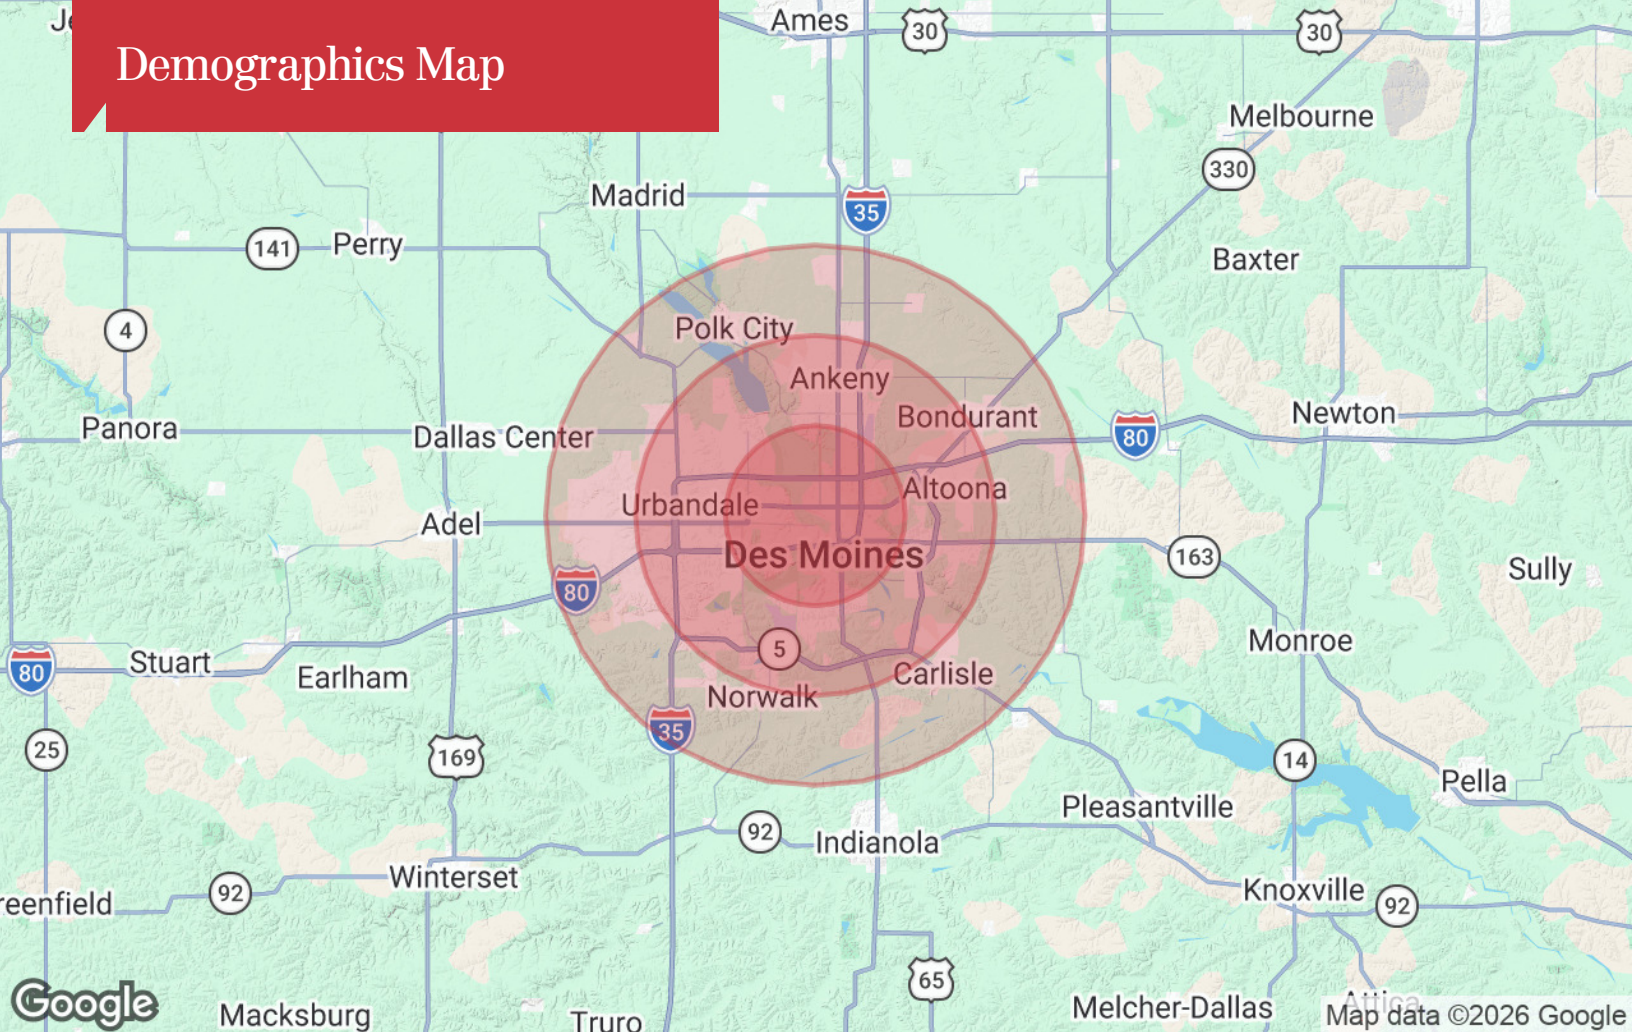 Demographics Map
Ames
30
30
Melbourne
330
Madrid
35
141
Perry
Baxter
4
Polk City
Ankeny
Bondurant
Newton
Panora
Dallas Center
80
Altoona
Urbandale
Adel
Des Moines
163
Sully
80
5
Monroe
Stuart
80
Earlham
Carlisle
Norwalk
35
25
169
14
Pella
Pleasantville
92
Indianola
Winterset
92
Knoxville
92
reenfield
65
Google
Macksburg
Truro
Melcher-Dallas
Attica
Map data ©2026 Google